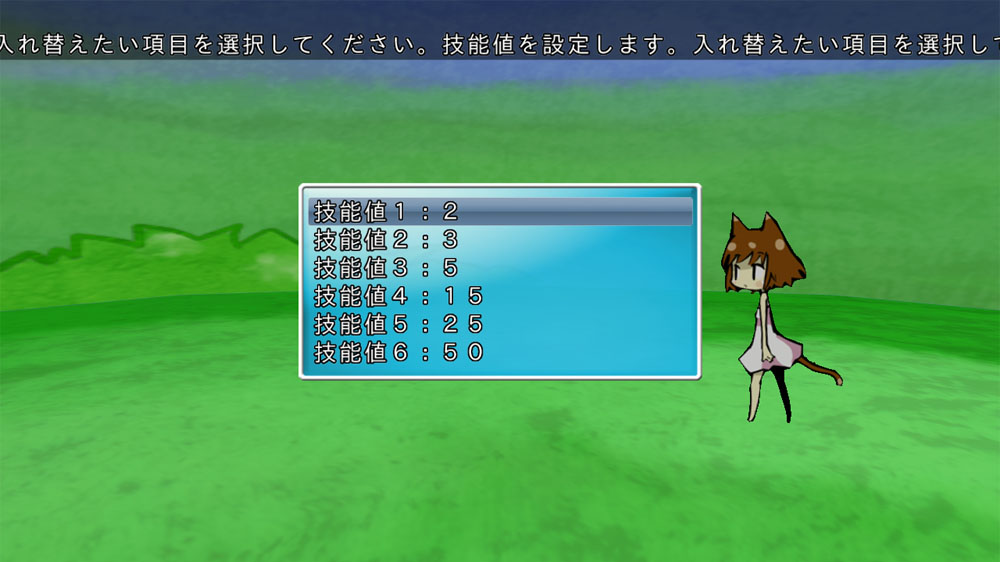 入れ替えたい項目を選択してください。技能値を設定します。入れ替えたい項目を選択して
技能値１：２
技能値２：３
技能値３：５
技能値４：１５
技能値５：２５
技能値６：５０